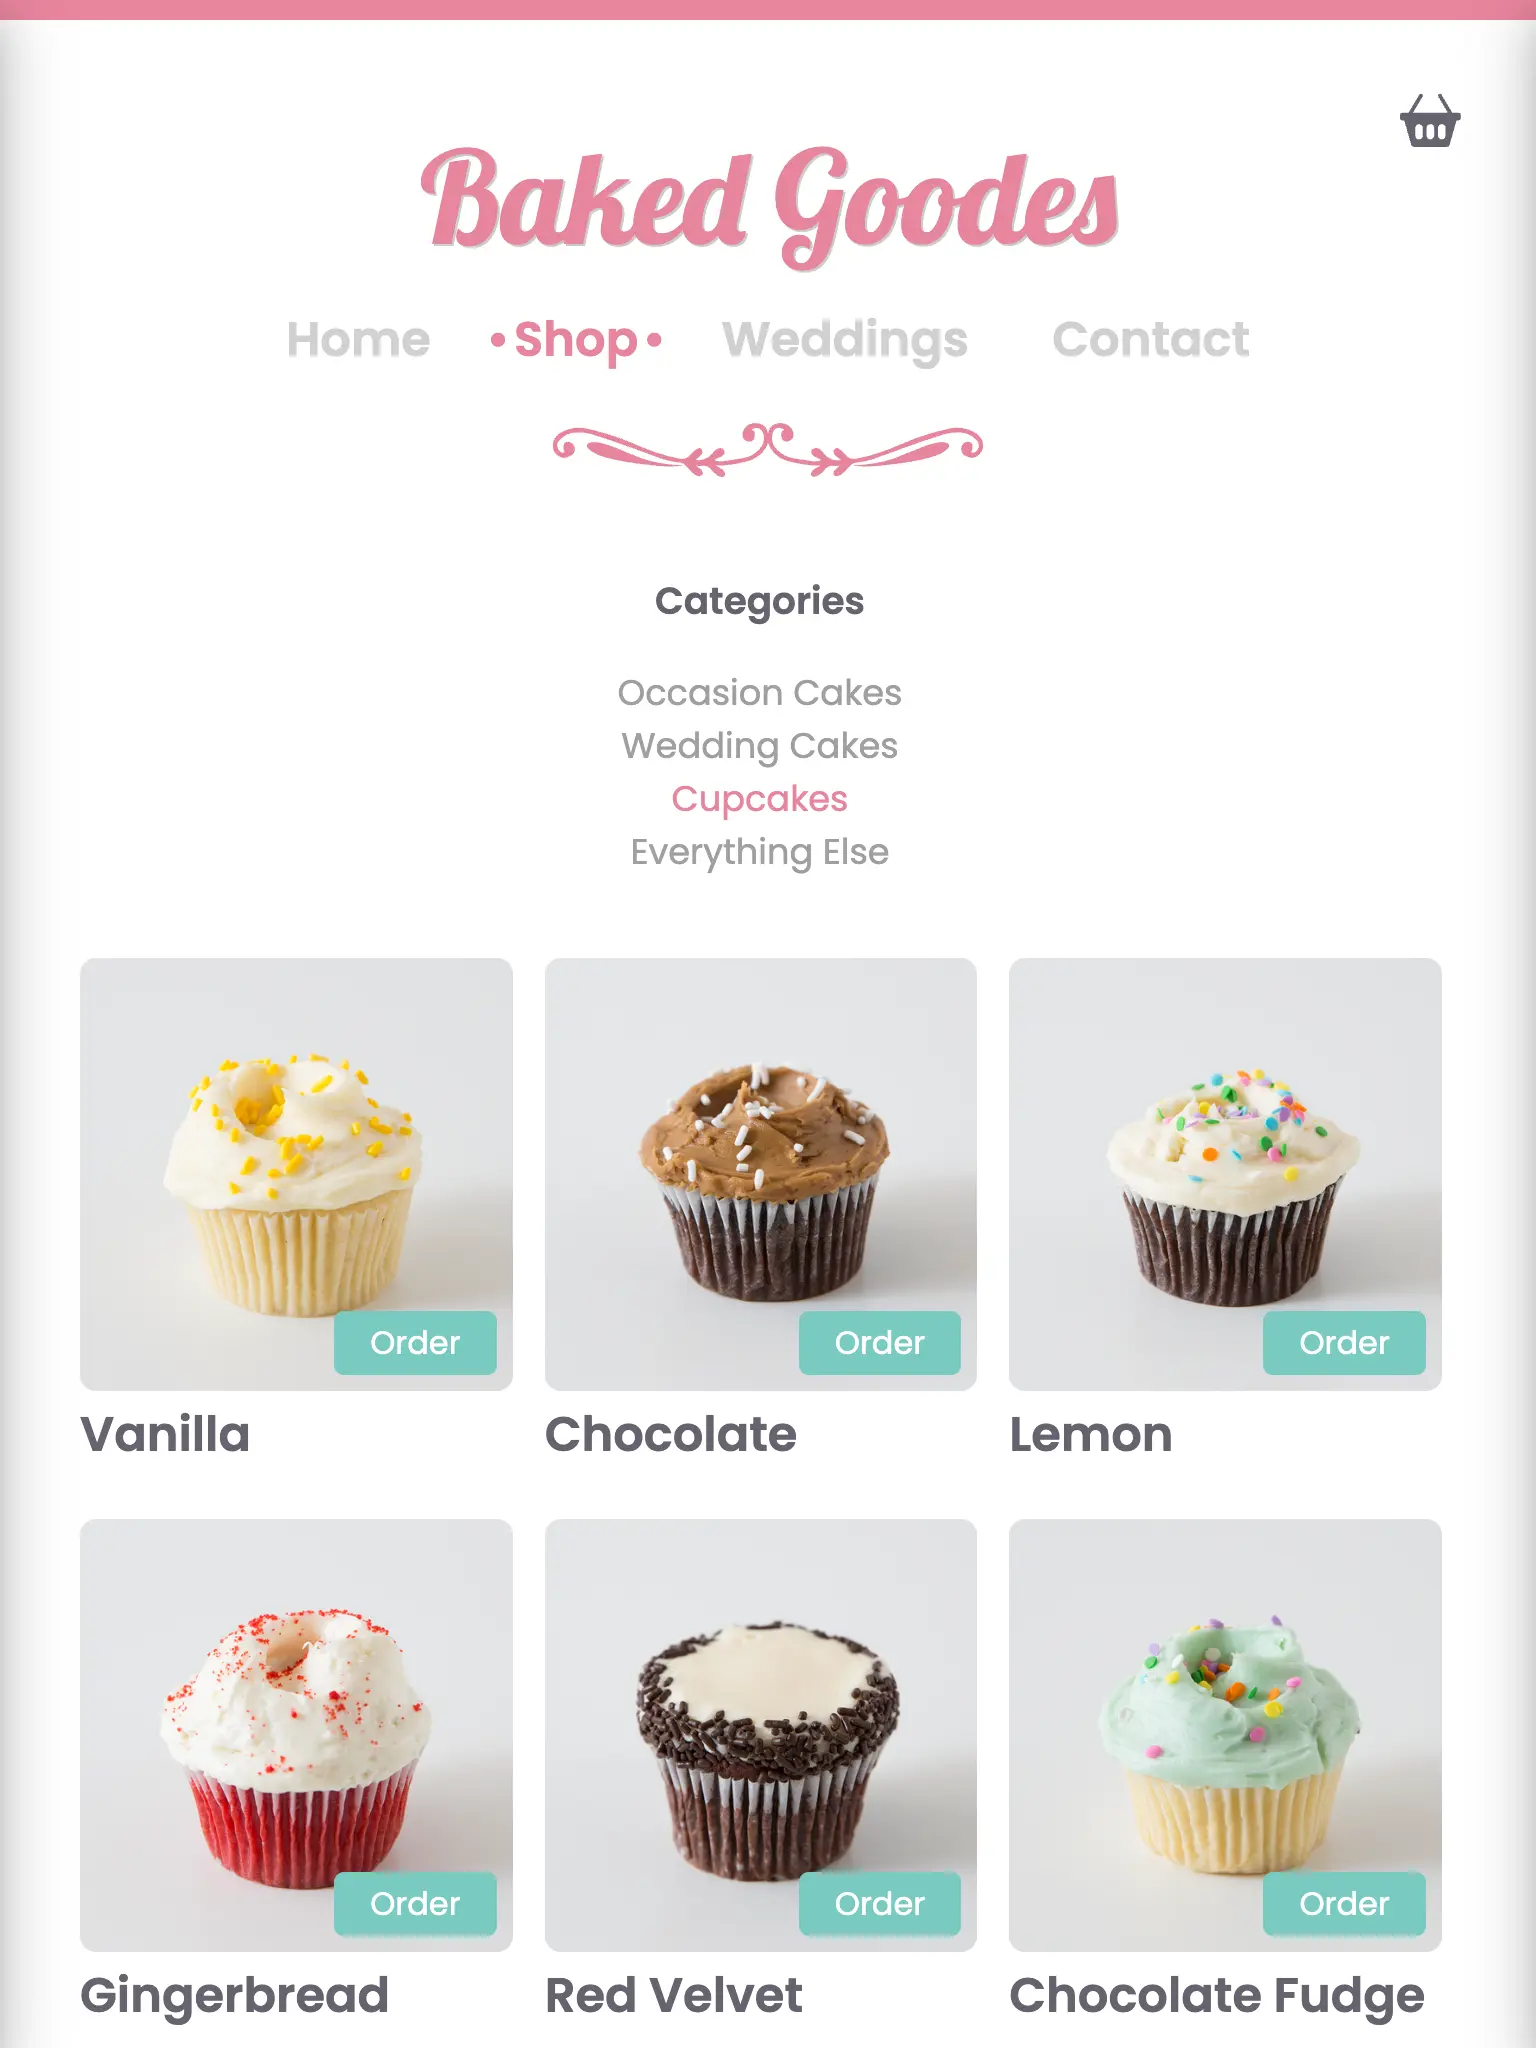 Baked Goodes
Home • Shop • Weddings Contact
Categories
Occasion Cakes
Wedding Cakes
Cupcakes
Everything Else
Order Order Order
Vanilla Chocolate Lemon
Order Order Order
Gingerbread Red Velvet Chocolate Fudge